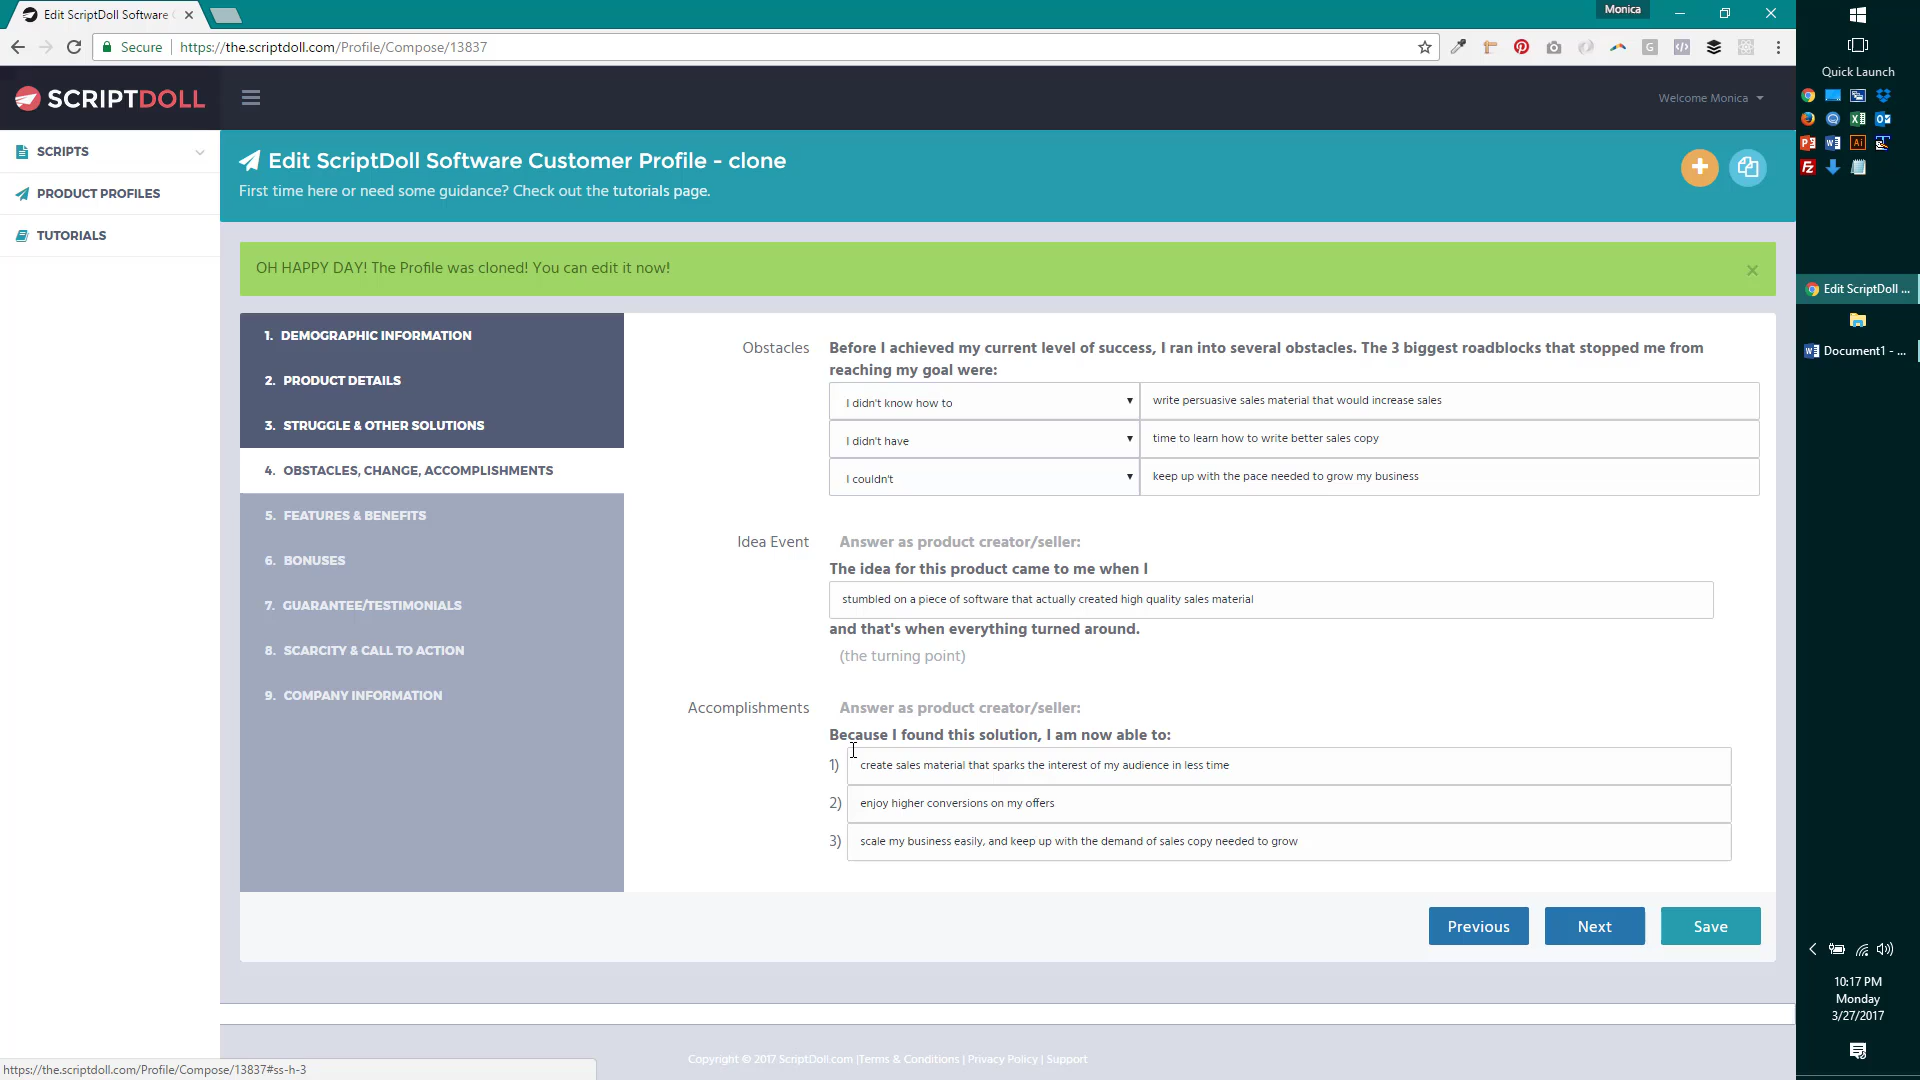 Edit ScriptDoll Software
Monica
Secure
https://the.scriptdoll.com/Profile/Compose/13837
Quick Launch
SCRIPTDOLL
Welcome Monica
SCRIPTS
PRODUCT PROFILES
TUTORIALS
Edit ScriptDoll Software Customer Profile - clone
First time here or need some guidance? Check out the tutorials page.
OH HAPPY DAY! The Profile was cloned! You can edit it now!
1. DEMOGRAPHIC INFORMATION
2. PRODUCT DETAILS
3. STRUGGLE & OTHER SOLUTIONS
4. OBSTACLES, CHANGE, ACCOMPLISHMENTS
5. FEATURES & BENEFITS
6. BONUSES
7. GUARANTEE/TESTIMONIALS
8. SCARCITY & CALL TO ACTION
9. COMPANY INFORMATION
Obstacles
Before I achieved my current level of success, I ran into several obstacles. The 3 biggest roadblocks that stopped me from
reaching my goal were:
I didn't know how to
write persuasive sales material that would increase sales
I didn't have
time to learn how to write better sales copy
I couldn't
keep up with the pace needed to grow my business
Idea Event
Answer as product creator/seller:
The idea for this product came to me when I
stumbled on a piece of software that actually created high quality sales material
and that's when everything turned around.
(the turning point)
Accomplishments
Answer as product creator/seller:
Because I found this solution, I am now able to:
1) create sales material that sparks the interest of my audience in less time
2) enjoy higher conversions on my offers
3) scale my business easily, and keep up with the demand of sales copy needed to grow
Previous
Next
Save
Copyright © 2017 ScriptDoll.com |Terms & Conditions | Privacy Policy | Support
https://the.scriptdoll.com/Profile/Compose/13837#ss-h-3
Edit ScriptDoll ...
Document1 - ...
10:17 PM
Monday
3/27/2017